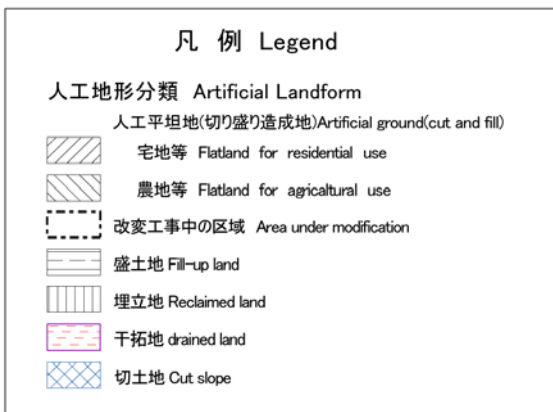 凡 例 Legend
人工地形分類 Artificial Landform
人工平坦地(切り盛り造成地)Artificial ground(cut and fill)
宅地等 Flatland for residential use
農地等 Flatland for agricaltural use
改変工事中の区域 Area under modification
盛土地 Fill-up land
埋立地 Reclaimed land
干拓地 drained land
切土地 Cut slope